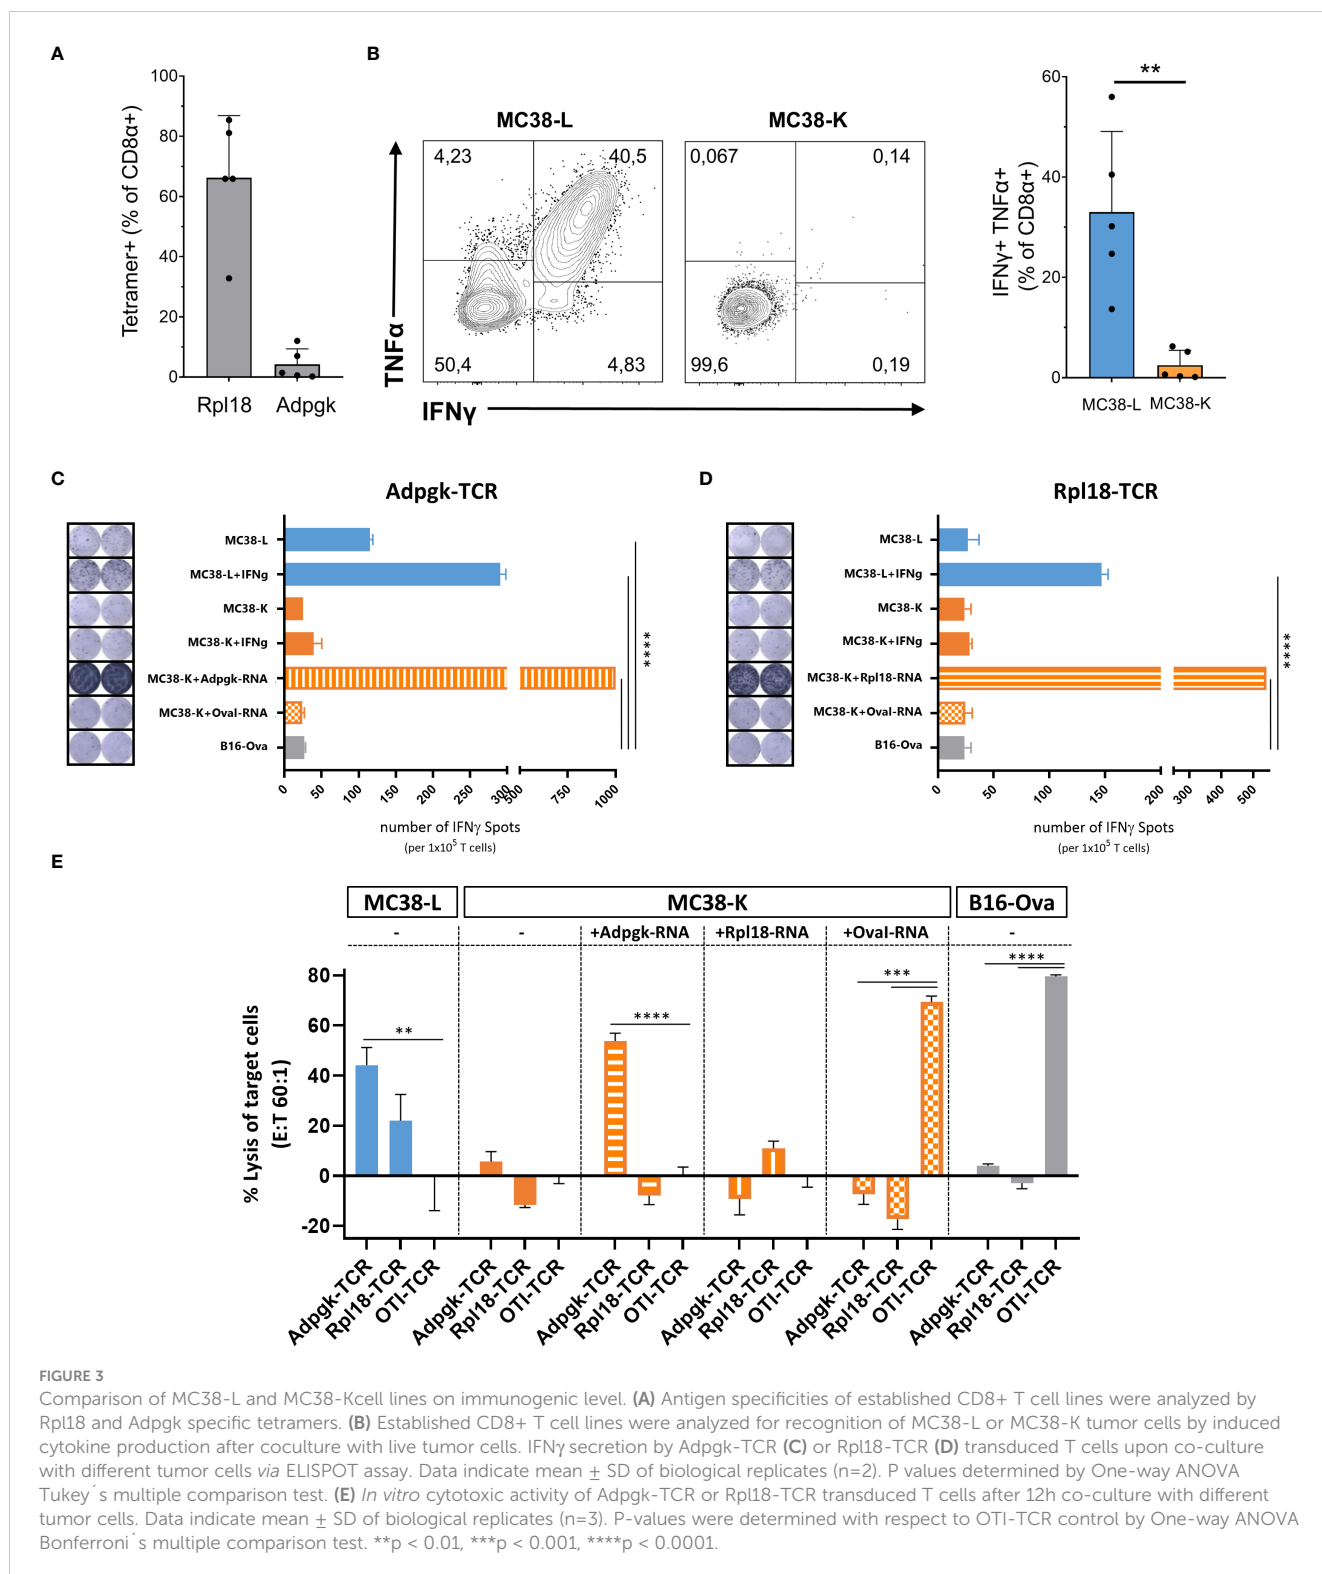 A
Tetramer+ (% of CD8α+)
100
80
60
40
20
0
Rpl18
Adpgk
B
MC38-L
MC38-K
4,23
40,5
50,4
4,83
0,067
0,14
99,6
0,19
TNFα
IFNγ
IFNγ+ TNFα+
(% of CD8α+)
60
40
20
0
**
MC38-L
MC38-K
C
Adpgk-TCR
MC38-L
MC38-L+IFNg
MC38-K
MC38-K+IFNg
MC38-K+Adpgk-RNA
MC38-K+Oval-RNA
B16-Ova
****
0
50
100
150
200
250
300
500
750
1000
number of IFNγ Spots
(per 1x10⁵ T cells)
D
Rpl18-TCR
MC38-L
MC38-L+IFNg
MC38-K
MC38-K+IFNg
MC38-K+Rpl18-RNA
MC38-K+Oval-RNA
B16-Ova
****
0
50
100
150
200
300
400
500
number of IFNγ Spots
(per 1x10⁵ T cells)
E
MC38-L
MC38-K
B16-Ova
-
-
+Adpgk-RNA
+Rpl18-RNA
+Oval-RNA
-
% Lysis of target cells
(E:T 60:1)
80
60
40
20
0
-20
**
****
***
****
Adpgk-TCR
Rpl18-TCR
OTI-TCR
Adpgk-TCR
Rpl18-TCR
OTI-TCR
Adpgk-TCR
Rpl18-TCR
OTI-TCR
Adpgk-TCR
Rpl18-TCR
OTI-TCR
Adpgk-TCR
Rpl18-TCR
OTI-TCR
Adpgk-TCR
Rpl18-TCR
OTI-TCR
FIGURE 3
Comparison of MC38-L and MC38-Kcell lines on immunogenic level. (A) Antigen specificities of established CD8+ T cell lines were analyzed by
Rpl18 and Adpgk specific tetramers. (B) Established CD8+ T cell lines were analyzed for recognition of MC38-L or MC38-K tumor cells by induced
cytokine production after coculture with live tumor cells. IFNγ secretion by Adpgk-TCR (C) or Rpl18-TCR (D) transduced T cells upon co-culture
with different tumor cells via ELISPOT assay. Data indicate mean ± SD of biological replicates (n=2). P values determined by One-way ANOVA
Tukey´s multiple comparison test. (E) In vitro cytotoxic activity of Adpgk-TCR or Rpl18-TCR transduced T cells after 12h co-culture with different
tumor cells. Data indicate mean ± SD of biological replicates (n=3). P-values were determined with respect to OTI-TCR control by One-way ANOVA
Bonferroni´s multiple comparison test. **p < 0.01, ***p < 0.001, ****p < 0.0001.